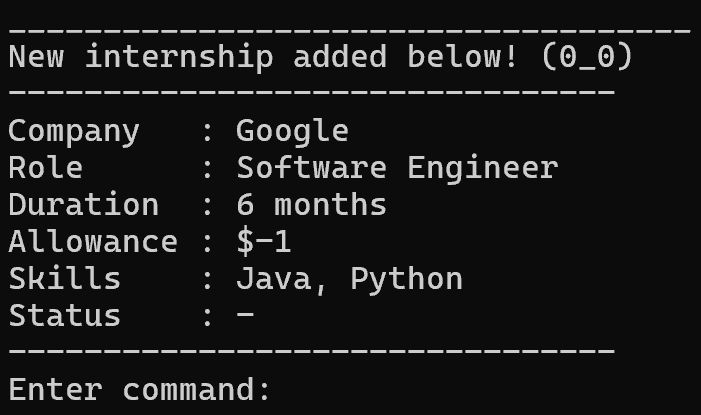 ____________________________________
New internship added below! (0_0)
--------------------------------
Company   : Google
Role      : Software Engineer
Duration  : 6 months
Allowance : $-1
Skills    : Java, Python
Status    : -
--------------------------------
Enter command: